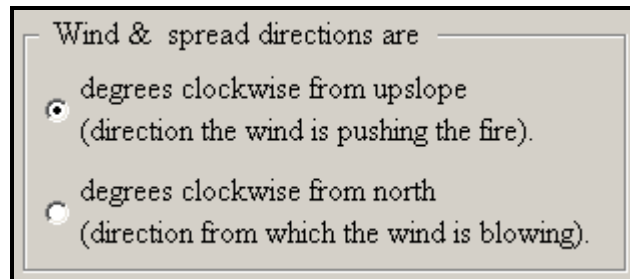 Wind & spread directions are
degrees clockwise from upslope
(direction the wind is pushing the fire).
degrees clockwise from north
(direction from which the wind is blowing).